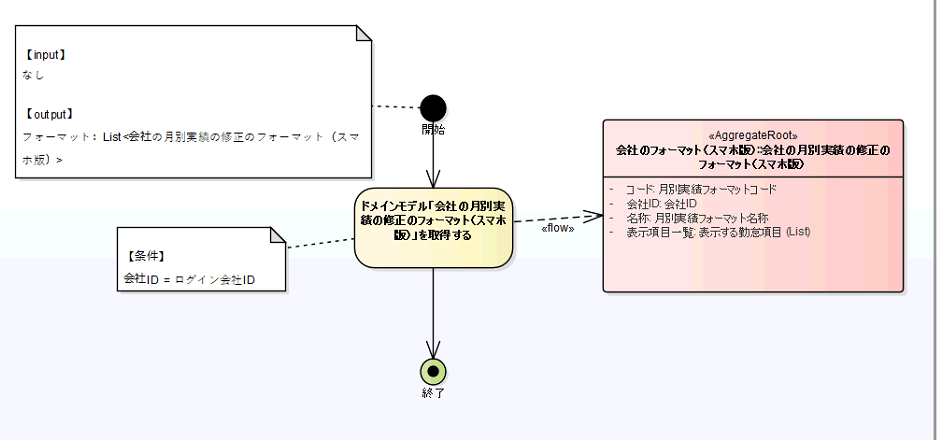 【input】
なし
【output】
フォーマット： List<会社の月別実績の修正のフォーマット（スマ
ホ版）>
開始
«AggregateRoot»
会社のフォーマット（スマホ版）::会社の月別実績の修正の
フォーマット（スマホ版）
- コード: 月別実績フォーマットコード
- 会社ID: 会社ID
- 名称: 月別実績フォーマット名称
- 表示項目一覧: 表示する勤怠項目 (List)
ドメインモデル「会社の月別実
績の修正のフォーマット（スマホ
版）」を取得する
«flow»
【条件】
会社ID = ログイン会社ID
終了